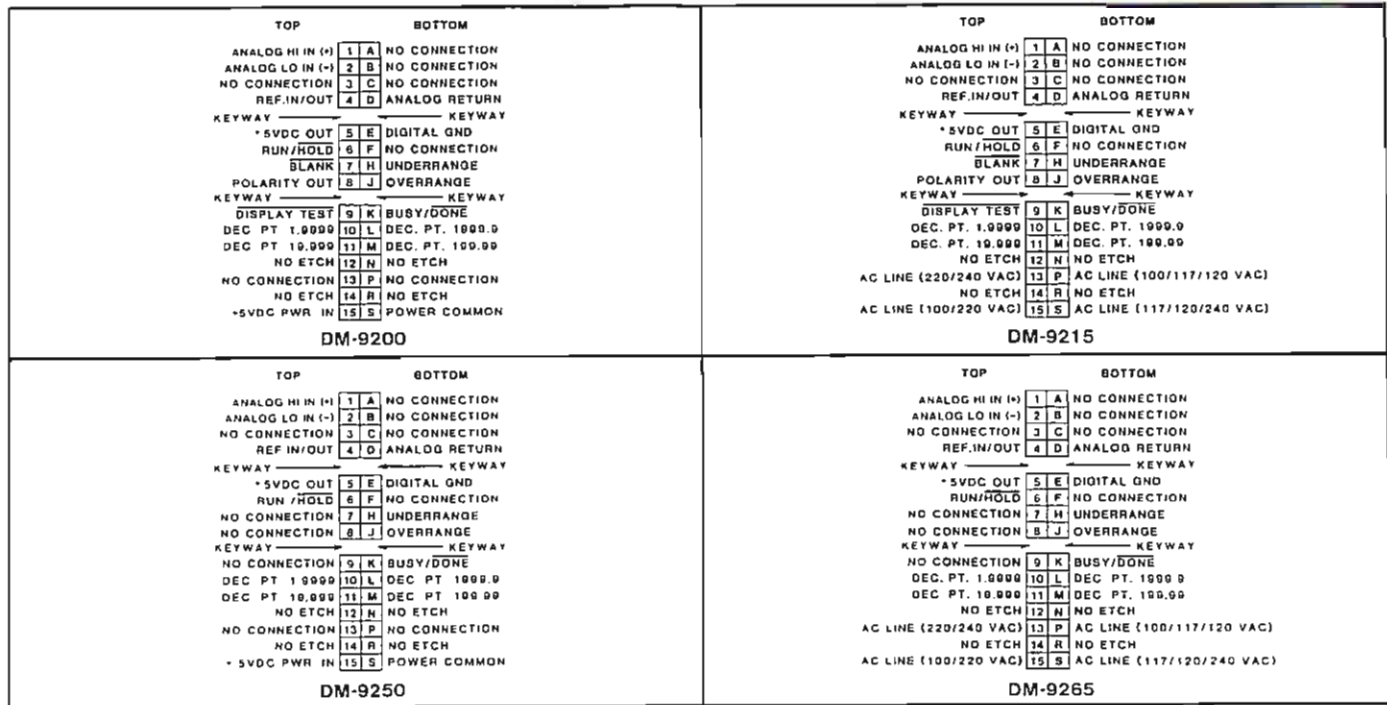 TOP BOTTOM
ANALOG HI IN (+) 1 A NO CONNECTION
ANALOG LO IN (-) 2 B NO CONNECTION
NO CONNECTION 3 C NO CONNECTION
REF.IN/OUT 4 D ANALOG RETURN
KEYWAY KEYWAY
+5VDC OUT 5 E DIGITAL GND
RUN/HOLD 6 F NO CONNECTION
BLANK 7 H UNDERRANGE
POLARITY OUT 8 J OVERRANGE
KEYWAY KEYWAY
DISPLAY TEST 9 K BUSY/DONE
DEC PT 1.9999 10 L DEC. PT. 1999.9
DEC PT 19.999 11 M DEC. PT. 199.99
NO ETCH 12 N NO ETCH
NO CONNECTION 13 P NO CONNECTION
NO ETCH 14 R NO ETCH
+5VDC PWR IN 15 S POWER COMMON
DM-9200
TOP BOTTOM
ANALOG HI IN (+) 1 A NO CONNECTION
ANALOG LO IN (-) 2 B NO CONNECTION
NO CONNECTION 3 C NO CONNECTION
REF.IN/OUT 4 D ANALOG RETURN
KEYWAY KEYWAY
+5VDC OUT 5 E DIGITAL GND
RUN/HOLD 6 F NO CONNECTION
BLANK 7 H UNDERRANGE
POLARITY OUT 8 J OVERRANGE
KEYWAY KEYWAY
DISPLAY TEST 9 K BUSY/DONE
DEC. PT. 1.9999 10 L DEC. PT. 1999.9
DEC. PT. 19.999 11 M DEC. PT. 199.99
NO ETCH 12 N NO ETCH
AC LINE (220/240 VAC) 13 P AC LINE (100/117/120 VAC)
NO ETCH 14 R NO ETCH
AC LINE (100/220 VAC) 15 S AC LINE (117/120/240 VAC)
DM-9215
TOP BOTTOM
ANALOG HI IN (+) 1 A NO CONNECTION
ANALOG LO IN (-) 2 B NO CONNECTION
NO CONNECTION 3 C NO CONNECTION
REF IN/OUT 4 D ANALOG RETURN
KEYWAY KEYWAY
+5VDC OUT 5 E DIGITAL GND
RUN /HOLD 6 F NO CONNECTION
NO CONNECTION 7 H UNDERRANGE
NO CONNECTION 8 J OVERRANGE
KEYWAY KEYWAY
NO CONNECTION 9 K BUSY/DONE
DEC PT 1 9999 10 L DEC PT 1999 9
DEC PT 19.999 11 M DEC PT 199 99
NO ETCH 12 N NO ETCH
NO CONNECTION 13 P NO CONNECTION
NO ETCH 14 R NO ETCH
+ 5VDC PWR IN 15 S POWER COMMON
DM-9250
TOP BOTTOM
ANALOG HI IN (+) 1 A NO CONNECTION
ANALOG LO IN (-) 2 B NO CONNECTION
NO CONNECTION 3 C NO CONNECTION
REF.IN/OUT 4 D ANALOG RETURN
KEYWAY KEYWAY
+5VDC OUT 5 E DIGITAL GND
RUN/HOLD 6 F NO CONNECTION
NO CONNECTION 7 H UNDERRANGE
NO CONNECTION 8 J OVERRANGE
KEYWAY KEYWAY
NO CONNECTION 9 K BUSY/DONE
DEC. PT. 1.9999 10 L DEC. PT. 1999.9
DEC. PT. 19.999 11 M DEC. PT. 199.99
NO ETCH 12 N NO ETCH
AC LINE (220/240 VAC) 13 P AC LINE (100/117/120 VAC)
NO ETCH 14 R NO ETCH
AC LINE (100/220 VAC) 15 S AC LINE (117/120/240 VAC)
DM-9265